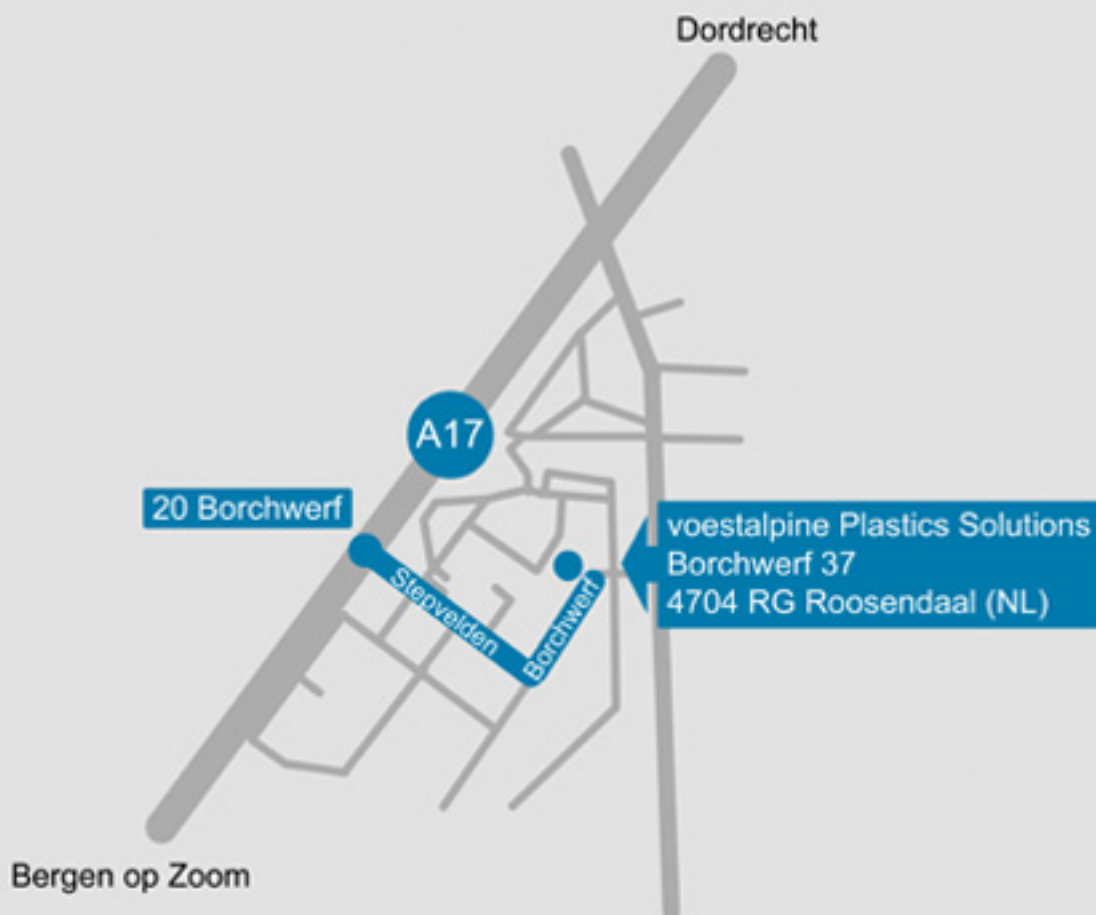 Dordrecht
A17
20 Borchwerf
voestalpine Plastics Solutions
Borchwerf 37
4704 RG Roosendaal (NL)
Stepvelden
Borchwerf
Bergen op Zoom